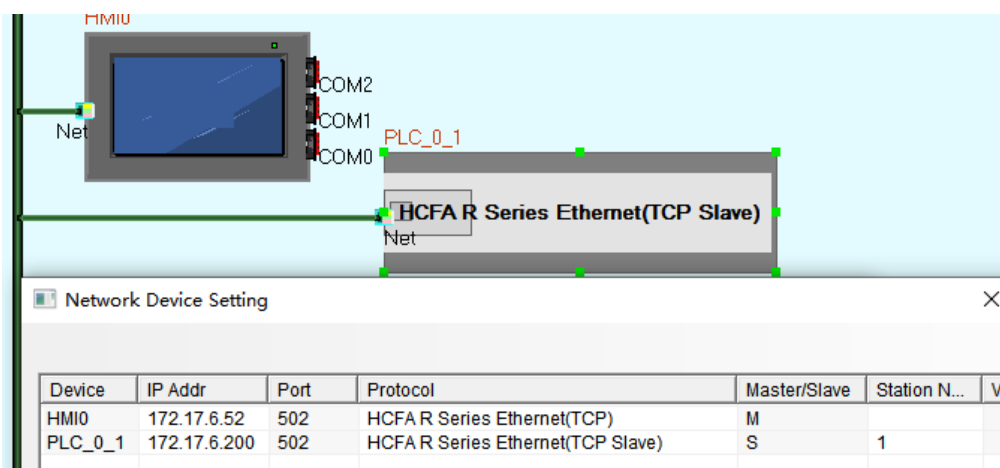 HMI0
COM2
COM1
COM0
Net
PLC_0_1
HCFA R Series Ethernet(TCP Slave)
Net
Network Device Setting
Device IP Addr Port Protocol Master/Slave Station N... V
HMI0 172.17.6.52 502 HCFA R Series Ethernet(TCP) M
PLC_0_1 172.17.6.200 502 HCFA R Series Ethernet(TCP Slave) S 1